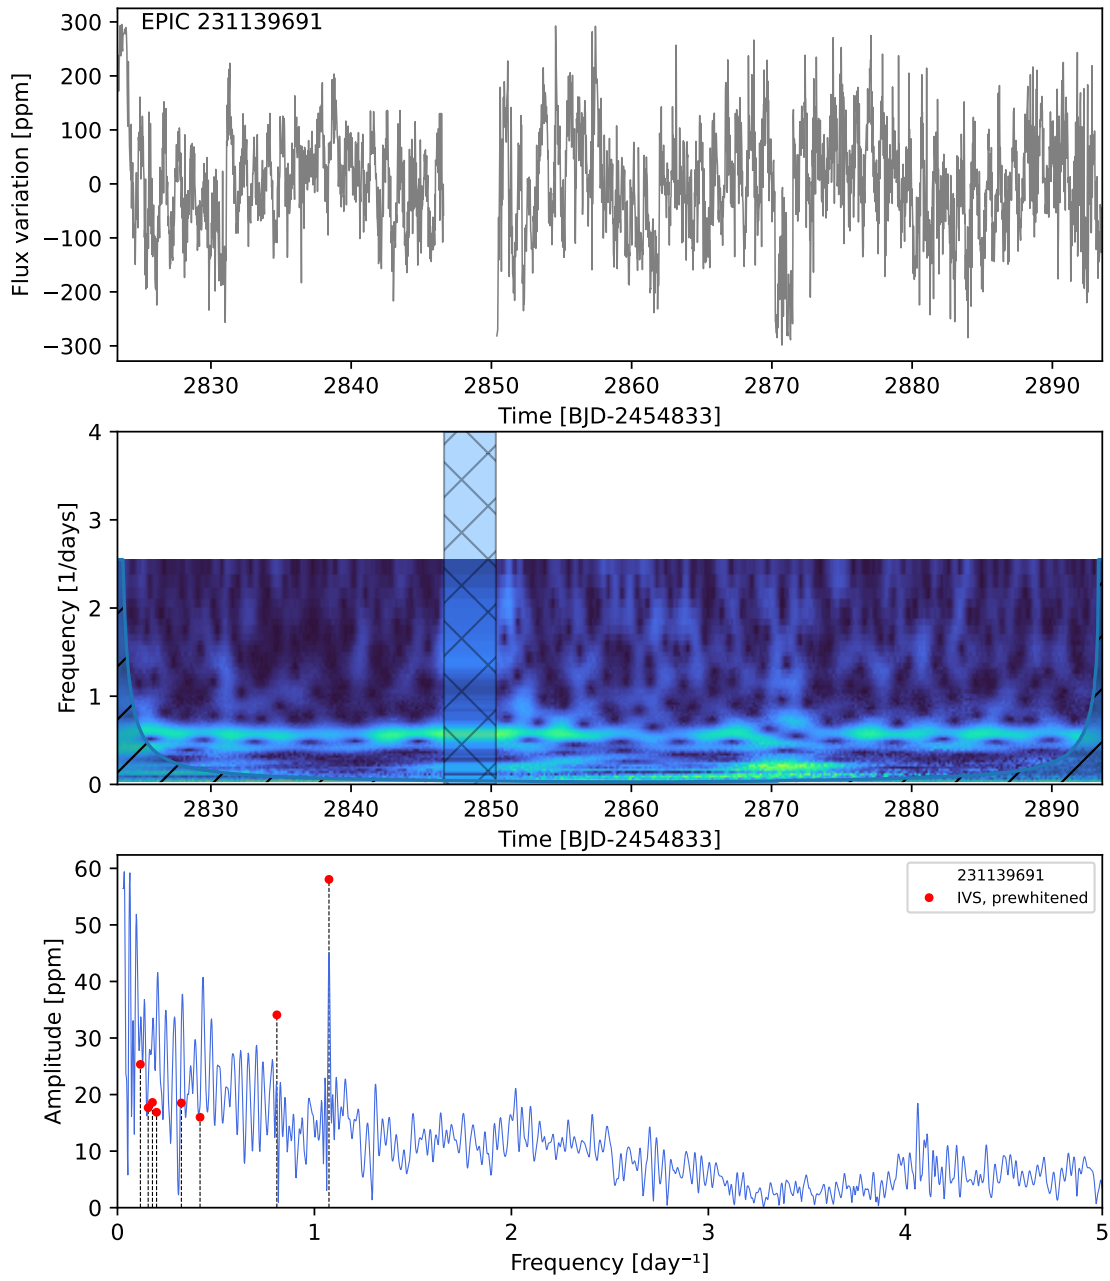 EPIC 231139691
Flux variation [ppm]
300
200
100
0
−100
−200
−300
2830 2840 2850 2860 2870 2880 2890
Time [BJD-2454833]
Frequency [1/days]
4
3
2
1
0
2830 2840 2850 2860 2870 2880 2890
Time [BJD-2454833]
Amplitude [ppm]
60
50
40
30
20
10
0
231139691
IVS, prewhitened
0 1 2 3 4 5
Frequency [day⁻¹]